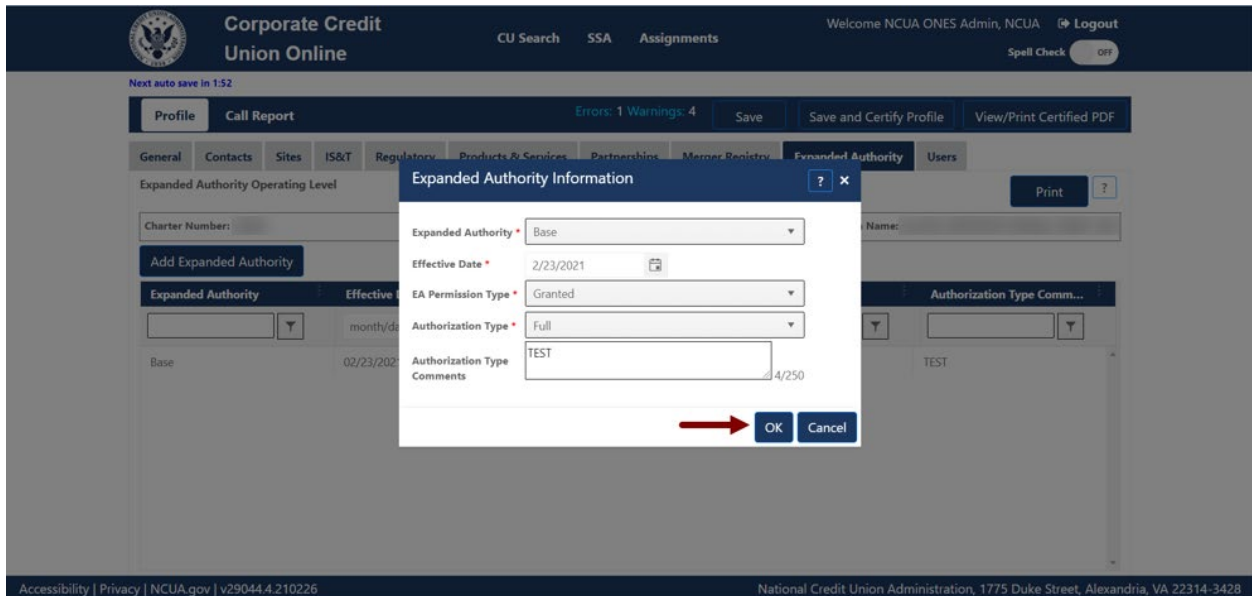 Corporate Credit
Union Online
CU Search SSA Assignments
Welcome NCUA ONES Admin, NCUA Logout
Spell Check OFF
Next auto save in 1:52
Profile Call Report Errors: 1 Warnings: 4 Save Save and Certify Profile View/Print Certified PDF
General Contacts Sites IS&T Regulatory Products & Services Partnerships Merger Registry Expanded Authority Users
Expanded Authority Operating Level Print ?
Charter Number: Name:
Add Expanded Authority
Expanded Authority Effective Authorization Type Comm...
month/da
Base 02/23/202 TEST
Expanded Authority Information ? ×
Expanded Authority * Base
Effective Date * 2/23/2021
EA Permission Type * Granted
Authorization Type * Full
Authorization Type
Comments
TEST
4/250
OK Cancel
Accessibility | Privacy | NCUA.gov | v29044.4.210226 National Credit Union Administration, 1775 Duke Street, Alexandria, VA 22314-3428